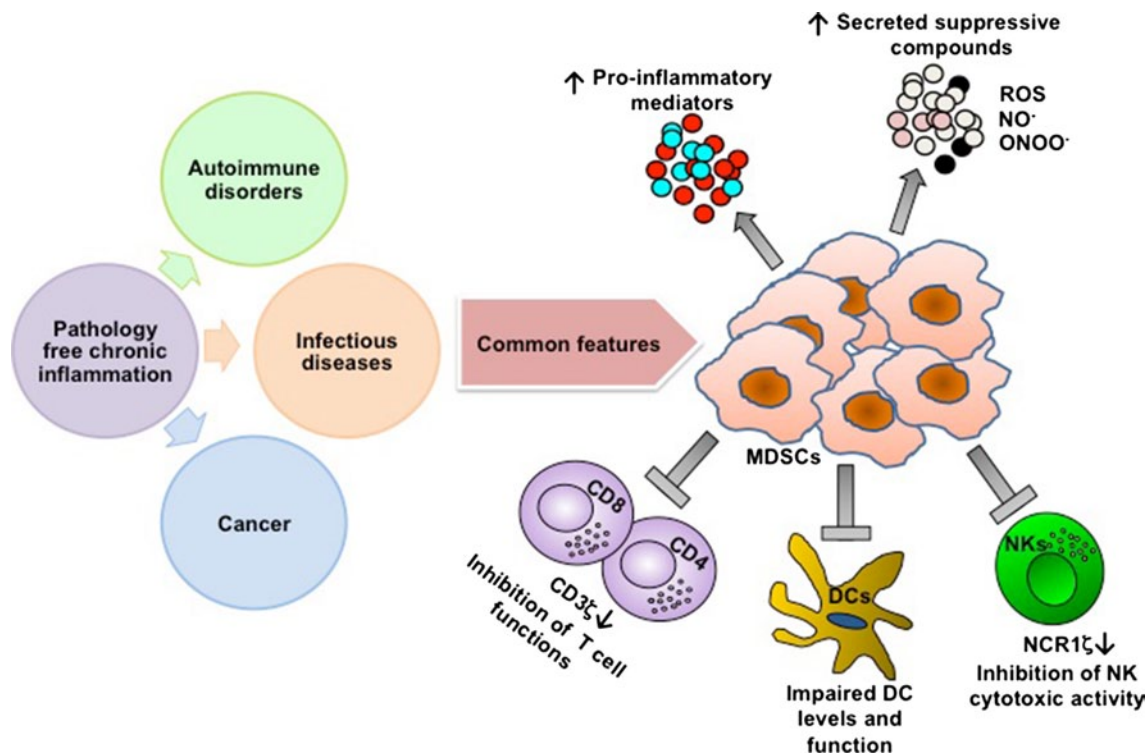 Autoimmune
disorders
Pathology
free chronic
inflammation
Infectious
diseases
Cancer
Common features
↑ Pro-inflammatory
mediators
↑ Secreted suppressive
compounds
ROS
NO·
ONOO·
MDSCs
CD8
CD4
CD3ζ↓
Inhibition of T cell
functions
DCs
Impaired DC
levels and
function
NKs
NCR1ζ↓
Inhibition of NK
cytotoxic activity